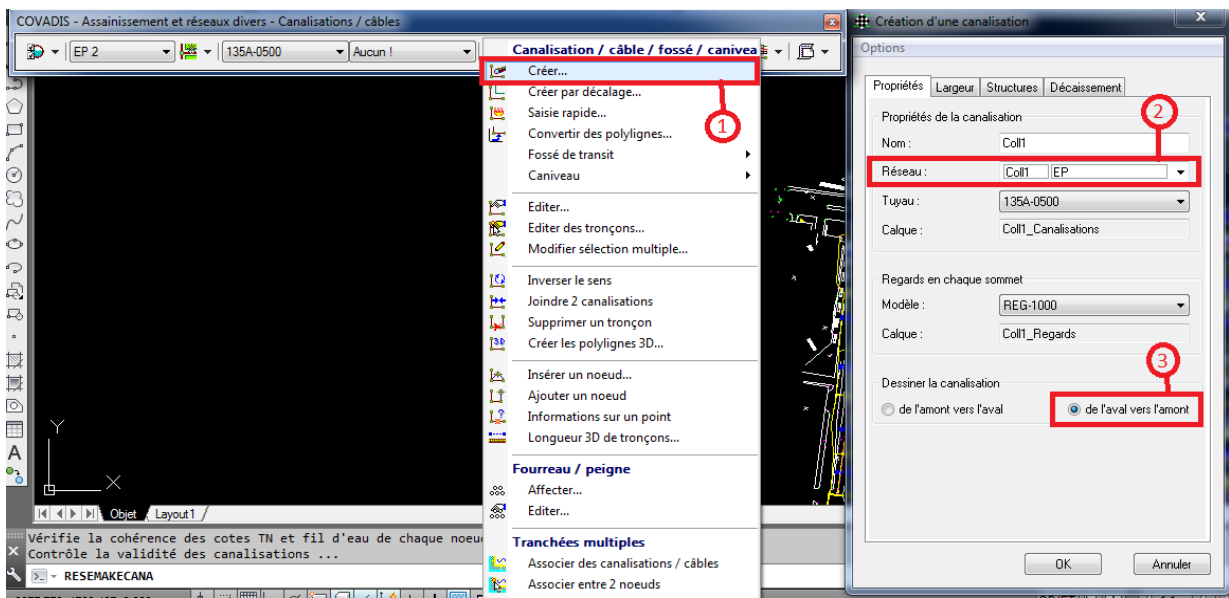 COVADIS - Assainissement et réseaux divers - Canalisations / câbles
EP 2
135A-0500
Aucun !
Canalisation / câble / fossé / canivea
Créer...
Créer par décalage...
Saisie rapide...
Convertir des polylignes...
Fossé de transit
Caniveau
Editer...
Editer des tronçons...
Modifier sélection multiple...
Inverser le sens
Joindre 2 canalisations
Supprimer un tronçon
Créer les polylignes 3D...
Insérer un noeud...
Ajouter un noeud
Informations sur un point
Longueur 3D de tronçons...
Fourreau / peigne
Affecter...
Editer...
Tranchées multiples
Associer des canalisations / câbles
Associer entre 2 noeuds
1
Y
X
A
Objet
Layout1
Vérifie la cohérence des cotes TN et fil d'eau de chaque noeu
Contrôle la validité des canalisations ...
RESEMAKECANA
Création d'une canalisation
Options
Propriétés
Largeur
Structures
Décaissement
2
Propriétés de la canalisation
Nom :
Coll1
Réseau :
Coll1
EP
Tuyau :
135A-0500
Calque :
Coll1_Canalisations
Regards en chaque sommet
Modèle :
REG-1000
Calque :
Coll1_Regards
3
Dessiner la canalisation
de l'amont vers l'aval
de l'aval vers l'amont
OK
Annuler